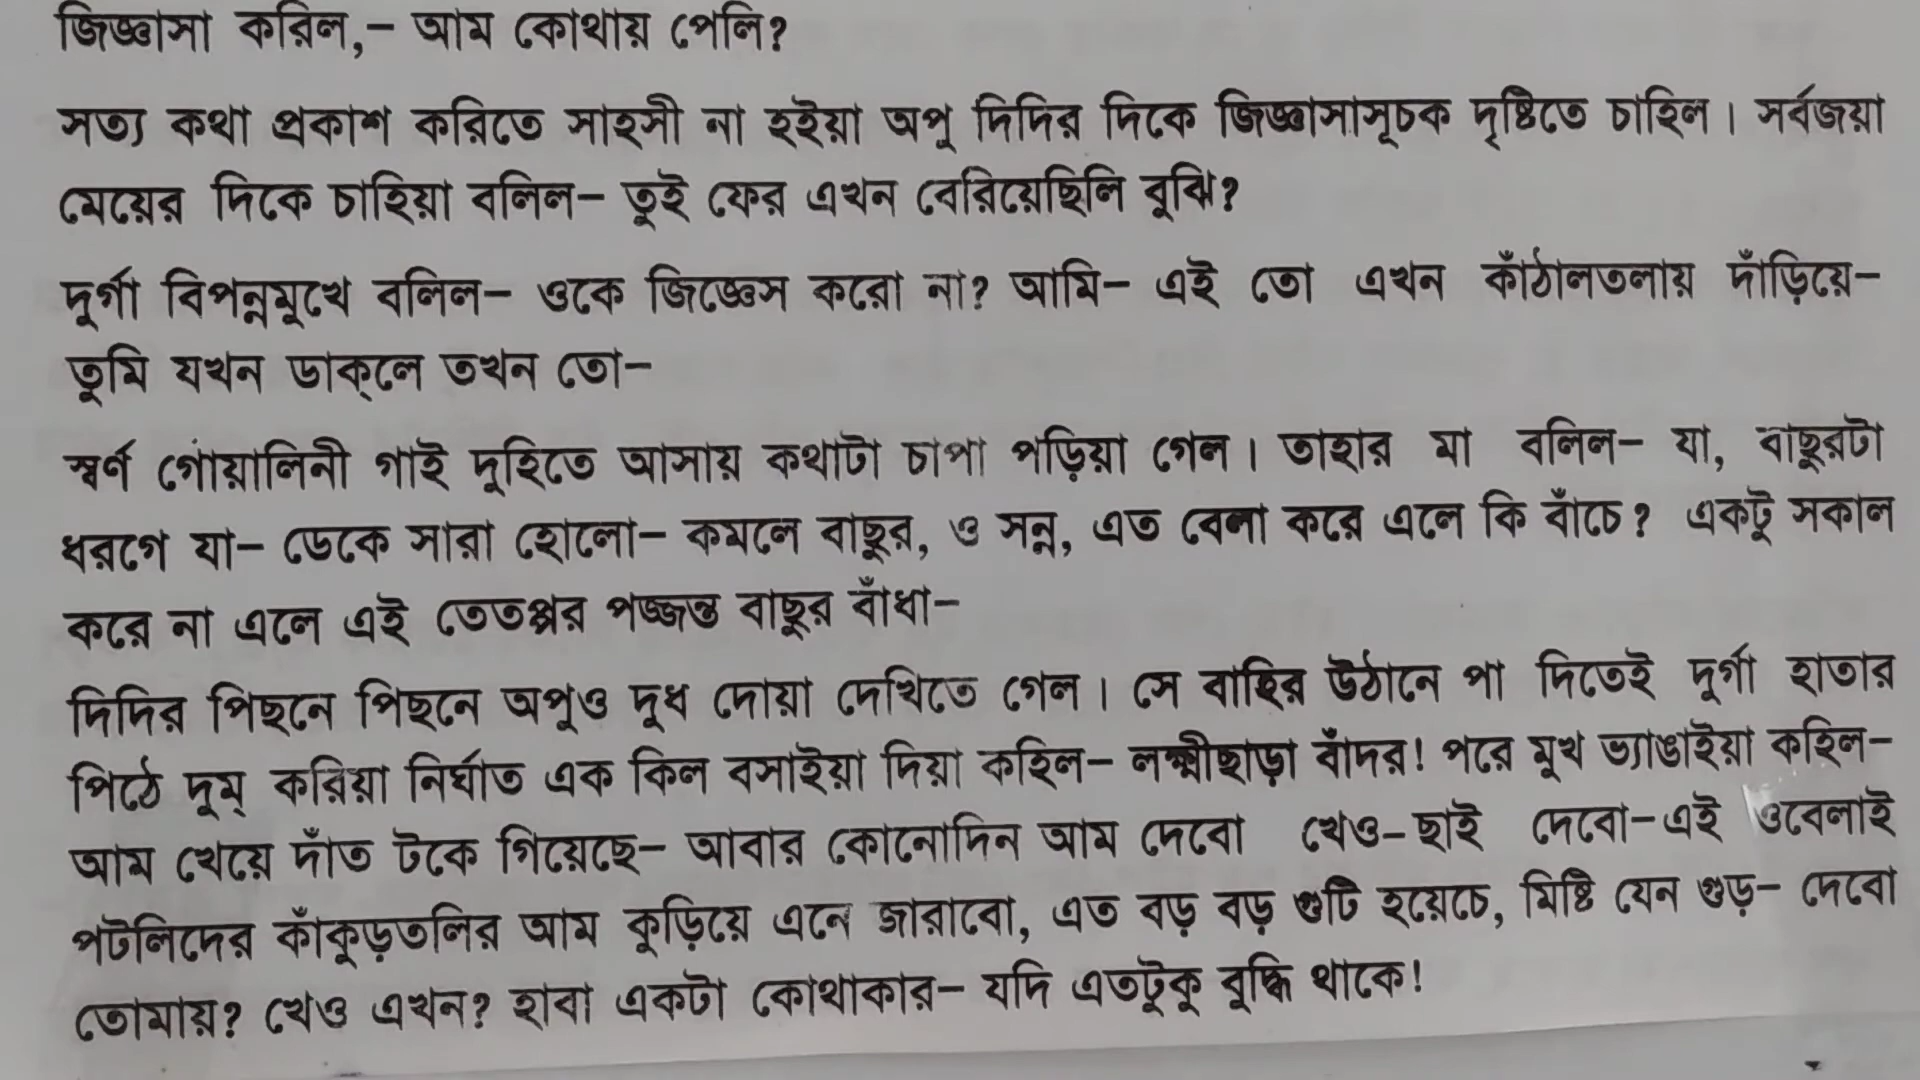 জিজ্ঞাসা করিল,– আম কোথায় পেলি?
সত্য কথা প্রকাশ করিতে সাহসী না হইয়া অপু দিদির দিকে জিজ্ঞাসাসূচক দৃষ্টিতে চাহিল। সর্বজয়া
মেয়ের দিকে চাহিয়া বলিল– তুই ফের এখন বেরিয়েছিলি বুঝি?
দুর্গা বিপন্নমুখে বলিল– ওকে জিজ্ঞেস করো না? আমি– এই তো এখন কাঁঠালতলায় দাঁড়িয়ে–
তুমি যখন ডাক্‌লে তখন তো–
স্বর্ণ গোয়ালিনী গাই দুহিতে আসায় কথাটা চাপা পড়িয়া গেল। তাহার মা বলিল– যা, বাছুরটা
ধরগে যা– ডেকে সারা হোলো– কমলে বাছুর, ও সন্ন, এত বেলা করে এলে কি বাঁচে? একটু সকাল
করে না এলে এই তেতপ্পর পজ্জন্ত বাছুর বাঁধা–
দিদির পিছনে পিছনে অপুও দুধ দোয়া দেখিতে গেল। সে বাহির উঠানে পা দিতেই দুর্গা হাতার
পিঠে দুম্ করিয়া নির্ঘাত এক কিল বসাইয়া দিয়া কহিল– লক্ষ্মীছাড়া বাঁদর! পরে মুখ ভ্যাঙাইয়া কহিল–
আম খেয়ে দাঁত টকে গিয়েছে– আবার কোনোদিন আম দেবো খেও–ছাই দেবো–এই ওবেলাই
পটলিদের কাঁকুড়তলির আম কুড়িয়ে এনে জারাবো, এত বড় বড় গুটি হয়েচে, মিষ্টি যেন গুড়– দেবো
তোমায়? খেও এখন? হাবা একটা কোথাকার– যদি এতটুকু বুদ্ধি থাকে!